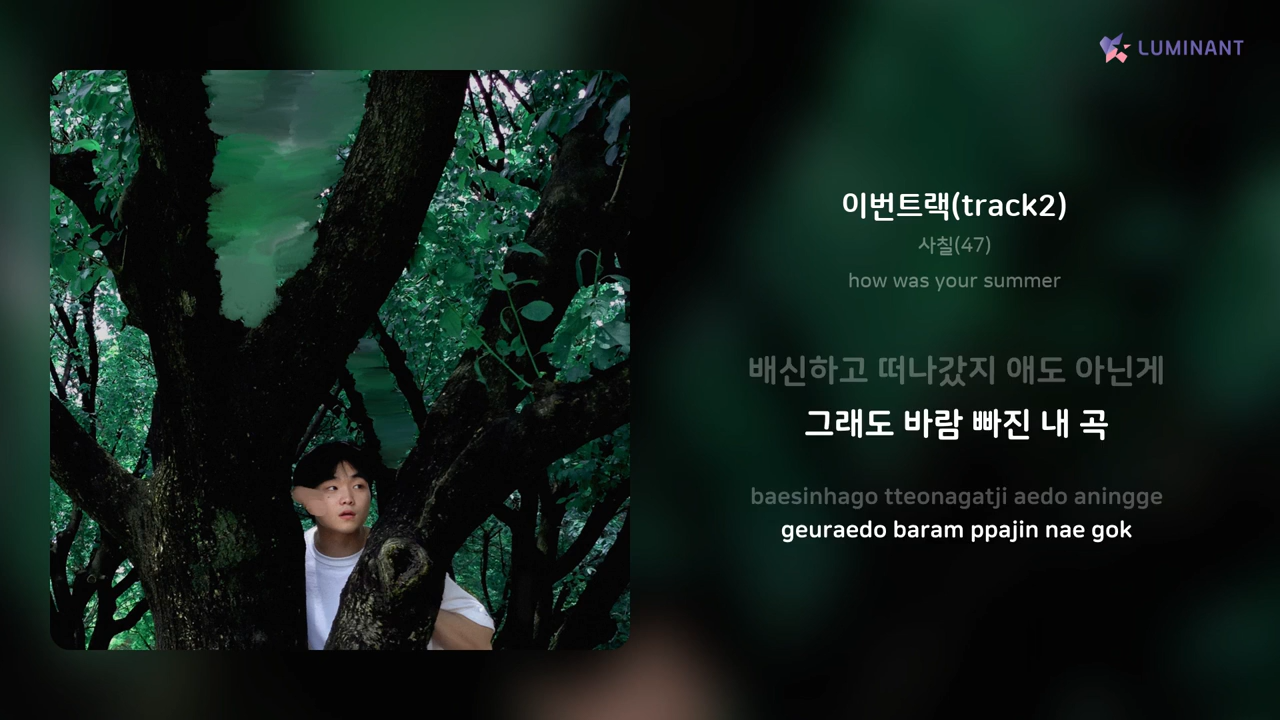 LUMINANT
이번트랙(track2)
사칠(47)
how was your summer
배신하고 떠나갔지 애도 아닌게
그래도 바람 빠진 내 곡
baesinhago tteonagatji aedo aningge
geuraedo baram ppajin nae gok